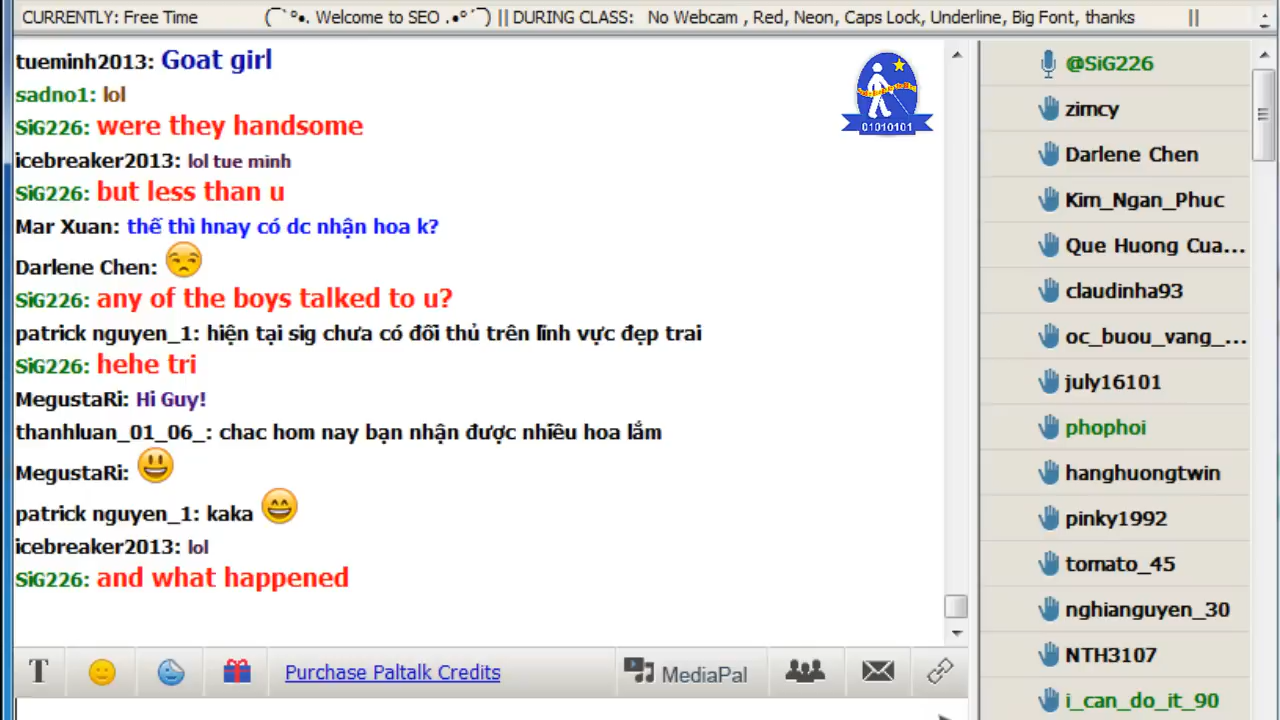 CURRENTLY: Free Time (¯`°•. Welcome to SEO .•°´¯) || DURING CLASS: No Webcam , Red, Neon, Caps Lock, Underline, Big Font, thanks ||
tueminh2013: Goat girl
sadno1: lol
SiG226: were they handsome
icebreaker2013: lol tue minh
SiG226: but less than u
Mar Xuan: thế thì hnay có dc nhận hoa k?
Darlene Chen:
SiG226: any of the boys talked to u?
patrick nguyen_1: hiện tại sig chưa có đối thủ trên lĩnh vực đẹp trai
SiG226: hehe tri
MegustaRi: Hi Guy!
thanhluan_01_06_: chac hom nay bạn nhận được nhiều hoa lắm
MegustaRi:
patrick nguyen_1: kaka
icebreaker2013: lol
SiG226: and what happened
01010101
@SiG226
zimcy
Darlene Chen
Kim_Ngan_Phuc
Que Huong Cua...
claudinha93
oc_buou_vang_...
july16101
phophoi
hanghuongtwin
pinky1992
tomato_45
nghianguyen_30
NTH3107
i_can_do_it_90
T
Purchase Paltalk Credits
MediaPal